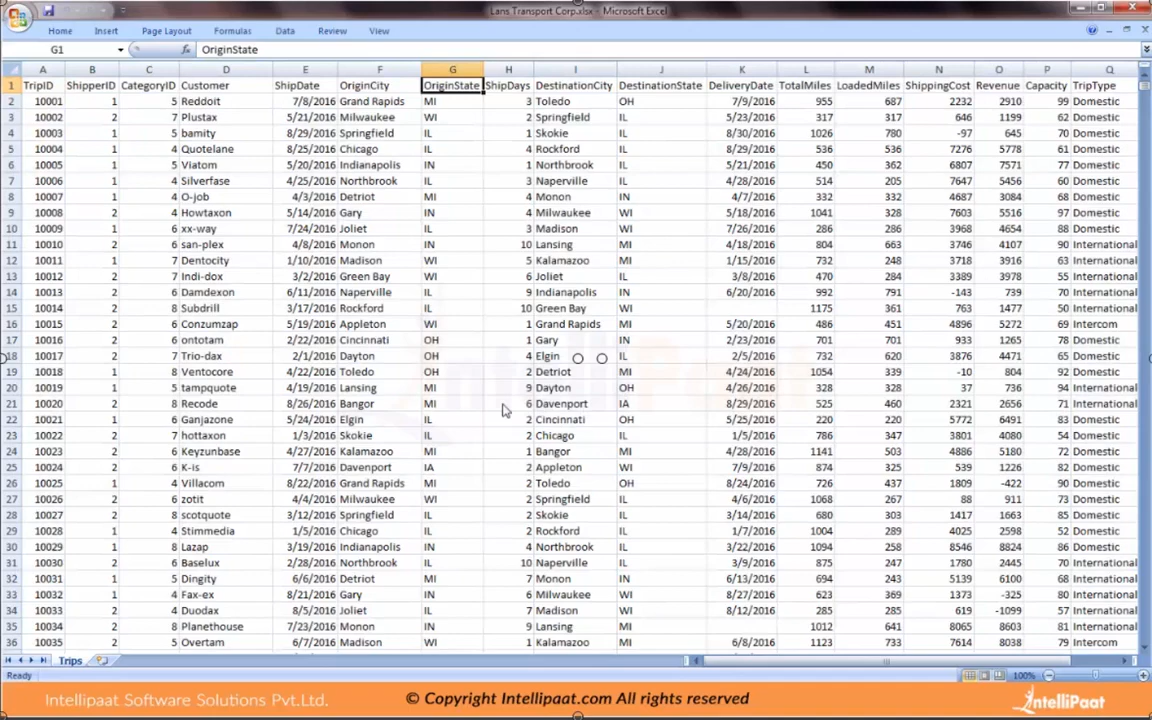 Lans Transport Corp.xlsx - Microsoft Excel
Home Insert Page Layout Formulas Data Review View
G1 fx OriginState
A B C D E F G H I J K L M N O P Q
1 TripID ShipperID CategoryID Customer ShipDate OriginCity OriginState ShipDays DestinationCity DestinationState DeliveryDate TotalMiles LoadedMiles ShippingCost Revenue Capacity TripType
2 10001 1 5 Reddoit 7/8/2016 Grand Rapids MI 3 Toledo OH 7/9/2016 955 687 2232 2910 99 Domestic
3 10002 2 7 Plustax 5/21/2016 Milwaukee WI 2 Springfield IL 5/23/2016 317 317 646 1199 62 Domestic
4 10003 1 5 bamity 8/29/2016 Springfield IL 1 Skokie IL 8/30/2016 1026 780 -97 645 70 Domestic
5 10004 1 4 Quotelane 8/25/2016 Chicago IL 4 Rockford IL 8/29/2016 536 536 7276 5778 61 Domestic
6 10005 1 5 Viatom 5/20/2016 Indianapolis IN 1 Northbrook IL 5/21/2016 450 362 6807 7571 77 Domestic
7 10006 1 4 Silverfase 4/25/2016 Northbrook IL 3 Naperville IL 4/28/2016 514 205 7647 5456 60 Domestic
8 10007 1 4 O-job 4/3/2016 Detriot MI 4 Monon IN 4/7/2016 332 332 4687 3084 68 Domestic
9 10008 2 4 Howtaxon 5/14/2016 Gary IN 4 Milwaukee WI 5/18/2016 1041 328 7603 5516 97 Domestic
10 10009 1 6 xx-way 7/24/2016 Joliet IL 3 Madison WI 7/26/2016 286 286 3968 4654 88 Domestic
11 10010 2 6 san-plex 4/8/2016 Monon IN 10 Lansing MI 4/18/2016 804 663 3746 4107 90 International
12 10011 1 7 Dentocity 1/10/2016 Madison WI 5 Kalamazoo MI 1/15/2016 732 248 3718 3916 63 International
13 10012 2 7 Indi-dox 3/2/2016 Green Bay WI 6 Joliet IL 3/8/2016 470 284 3389 3978 55 International
14 10013 2 6 Damdexon 6/11/2016 Naperville IL 9 Indianapolis IN 6/20/2016 992 791 -143 739 70 International
15 10014 2 8 Subdrill 3/17/2016 Rockford IL 10 Green Bay WI 1175 361 763 1477 50 International
16 10015 2 6 Conzumzap 5/19/2016 Appleton WI 1 Grand Rapids MI 5/20/2016 486 451 4896 5272 69 Intercom
17 10016 2 6 ontotam 2/22/2016 Cincinnati OH 1 Gary IN 2/23/2016 701 701 933 1265 78 Domestic
18 10017 2 7 Trio-dax 2/1/2016 Dayton OH 4 Elgin IL 2/5/2016 732 620 3876 4471 65 Domestic
19 10018 1 8 Ventocore 4/22/2016 Toledo OH 2 Detriot MI 4/24/2016 1054 339 -10 804 92 Domestic
20 10019 1 5 tampquote 4/19/2016 Lansing MI 9 Dayton OH 4/26/2016 328 328 37 736 94 International
21 10020 2 8 Recode 8/26/2016 Bangor MI 6 Davenport IA 8/29/2016 525 460 2321 2656 71 International
22 10021 1 6 Ganjazone 5/24/2016 Elgin IL 2 Cincinnati OH 5/25/2016 220 220 5772 6491 83 Domestic
23 10022 2 7 hottaxon 1/3/2016 Skokie IL 2 Chicago IL 1/5/2016 786 347 3801 4080 54 Domestic
24 10023 1 6 Keyzunbase 4/27/2016 Kalamazoo MI 1 Bangor MI 4/28/2016 1141 503 4886 5180 72 Domestic
25 10024 2 6 K-is 7/7/2016 Davenport IA 2 Appleton WI 7/9/2016 874 325 539 1226 82 Domestic
26 10025 1 4 Villacom 8/22/2016 Grand Rapids MI 2 Toledo OH 8/24/2016 726 437 1809 -422 90 Domestic
27 10026 2 6 zotit 4/4/2016 Milwaukee WI 2 Springfield IL 4/6/2016 1068 267 88 911 73 Domestic
28 10027 2 8 scotquote 3/12/2016 Springfield IL 2 Skokie IL 3/14/2016 680 303 1417 1663 85 Domestic
29 10028 1 4 Stimmedia 1/5/2016 Chicago IL 2 Rockford IL 1/7/2016 1004 289 4025 2598 52 Domestic
30 10029 1 8 Lazap 3/19/2016 Indianapolis IN 4 Northbrook IL 3/22/2016 1094 258 8546 8824 86 Domestic
31 10030 2 6 Baselux 2/28/2016 Northbrook IL 10 Naperville IL 3/9/2016 875 247 1780 2445 70 International
32 10031 1 5 Dingity 6/6/2016 Detriot MI 7 Monon IN 6/13/2016 694 243 5139 6100 68 International
33 10032 1 4 Fax-ex 8/21/2016 Gary IN 6 Milwaukee WI 8/27/2016 623 369 1373 -325 80 International
34 10033 2 4 Duodax 8/5/2016 Joliet IL 7 Madison WI 8/12/2016 285 285 619 -1099 57 International
35 10034 2 8 Planethouse 7/23/2016 Monon IN 9 Lansing MI 1012 641 8065 8603 81 International
36 10035 2 5 Overtam 6/7/2016 Madison WI 1 Kalamazoo MI 6/8/2016 1123 733 7614 8038 79 Intercom
Trips
Ready 100%
Intellipaat Software Solutions Pvt.Ltd. © Copyright Intellipaat.com All rights reserved IntelliPaat